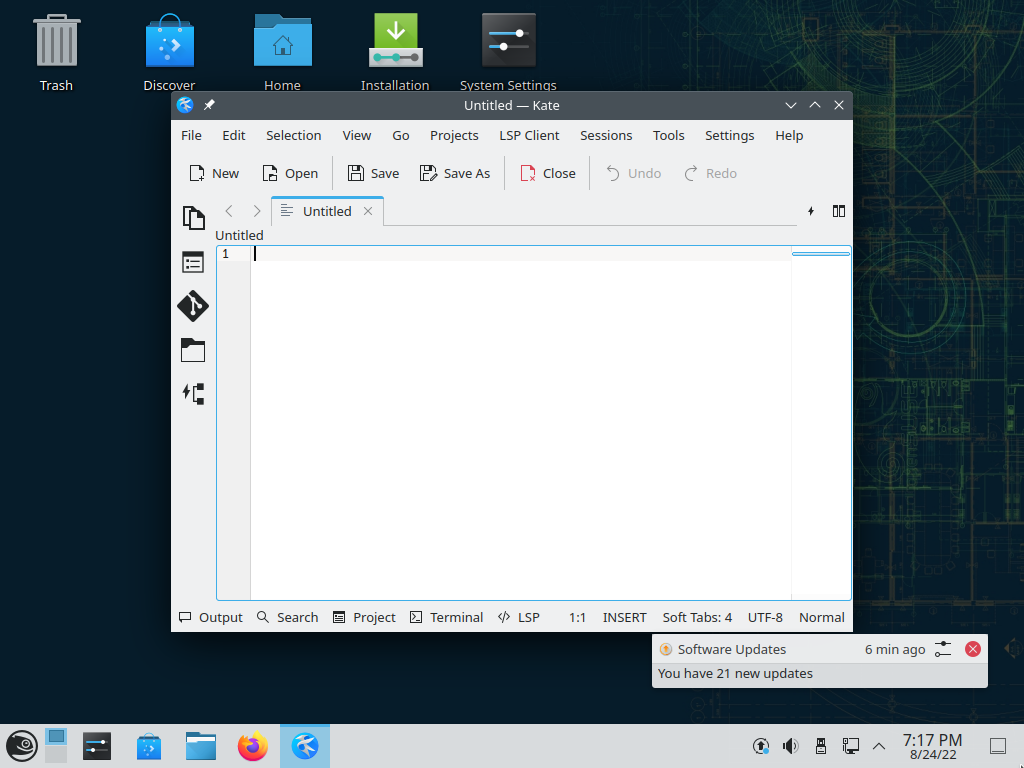 Trash Discover Home Installation System Settings
Untitled — Kate
File Edit Selection View Go Projects LSP Client Sessions Tools Settings Help
New Open Save Save As Close Undo Redo
Untitled
Untitled
1
Output Search Project Terminal LSP 1:1 INSERT Soft Tabs: 4 UTF-8 Normal
Software Updates 6 min ago
You have 21 new updates
7:17 PM
8/24/22